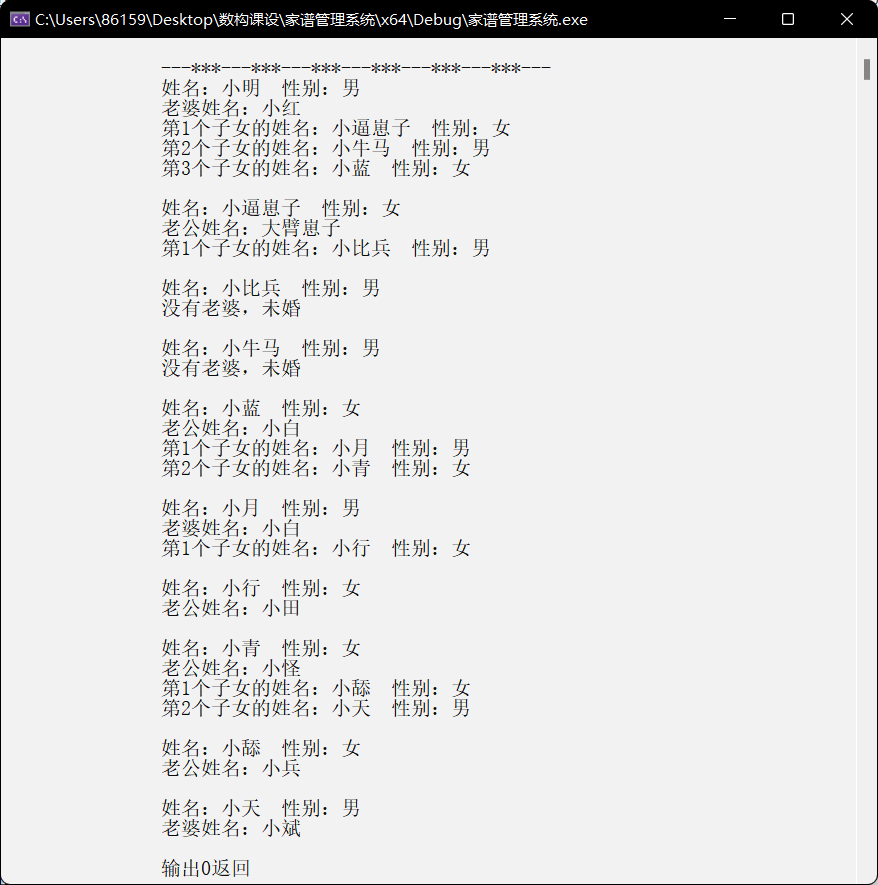 C:\Users\86159\Desktop\数构课设\家谱管理系统\x64\Debug\家谱管理系统.exe
---***---***---***---***---***---***---
姓名：小明  性别：男
老婆姓名：小红
第1个子女的姓名：小逼崽子  性别：女
第2个子女的姓名：小牛马  性别：男
第3个子女的姓名：小蓝  性别：女
姓名：小逼崽子  性别：女
老公姓名：大臂崽子
第1个子女的姓名：小比兵  性别：男
姓名：小比兵  性别：男
没有老婆，未婚
姓名：小牛马  性别：男
没有老婆，未婚
姓名：小蓝  性别：女
老公姓名：小白
第1个子女的姓名：小月  性别：男
第2个子女的姓名：小青  性别：女
姓名：小月  性别：男
老婆姓名：小白
第1个子女的姓名：小行  性别：女
姓名：小行  性别：女
老公姓名：小田
姓名：小青  性别：女
老公姓名：小怪
第1个子女的姓名：小舔  性别：女
第2个子女的姓名：小天  性别：男
姓名：小舔  性别：女
老公姓名：小兵
姓名：小天  性别：男
老婆姓名：小斌
输出0返回